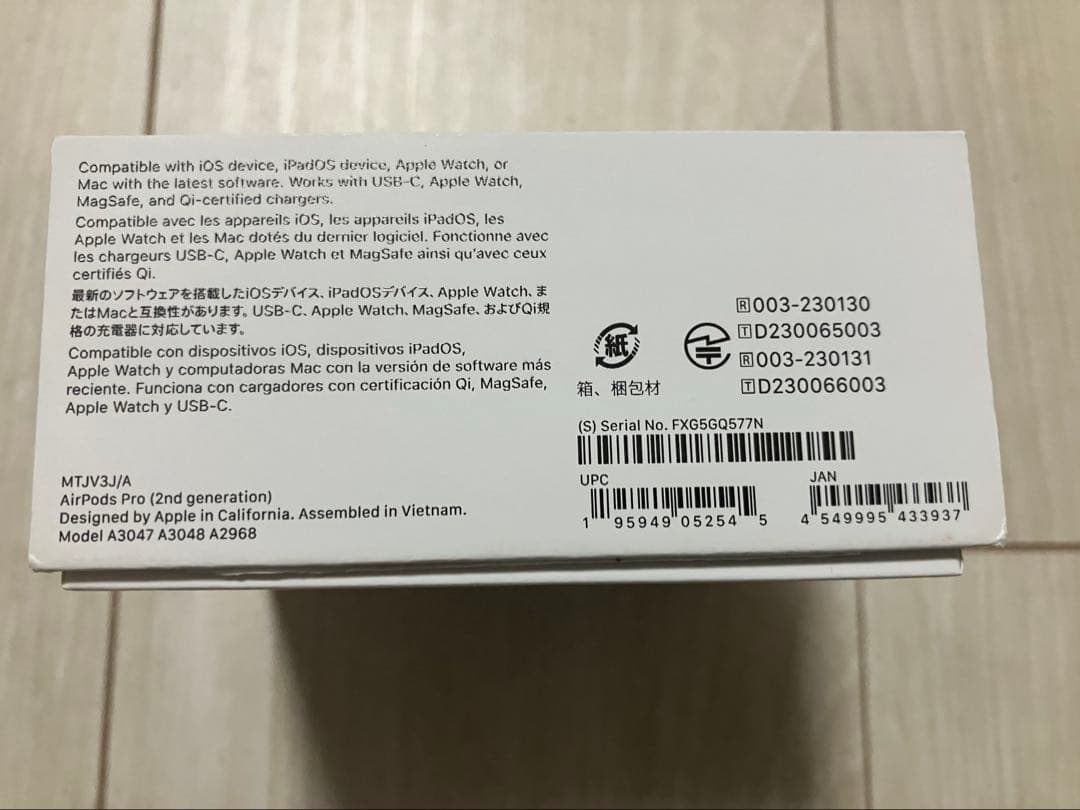 Compatible with iOS device, iPadOS device, Apple Watch, or
Mac with the latest software. Works with USB-C, Apple Watch,
MagSafe, and Qi-certified chargers.
Compatible avec les appareils iOS, les appareils iPadOS, les
Apple Watch et les Mac dotés du dernier logiciel. Fonctionne avec
les chargeurs USB-C, Apple Watch et MagSafe ainsi qu'avec ceux
certifiés Qi.
最新のソフトウェアを搭載したiOSデバイス、iPadOSデバイス、Apple Watch、ま
たはMacと互換性があります。USB-C、Apple Watch、MagSafe、およびQi規
格の充電器に対応しています。
Compatible con dispositivos iOS, dispositivos iPadOS,
Apple Watch y computadoras Mac con la versión de software más
reciente. Funciona con cargadores con certificación Qi, MagSafe,
Apple Watch y USB-C.
MTJV3J/A
AirPods Pro (2nd generation)
Designed by Apple in California. Assembled in Vietnam.
Model A3047 A3048 A2968
紙
箱、梱包材
R 003-230130
T D230065003
R 003-230131
T D230066003
(S) Serial No. FXG5GQ577N
UPC
1 95949 05254 5
JAN
4 549995 433937